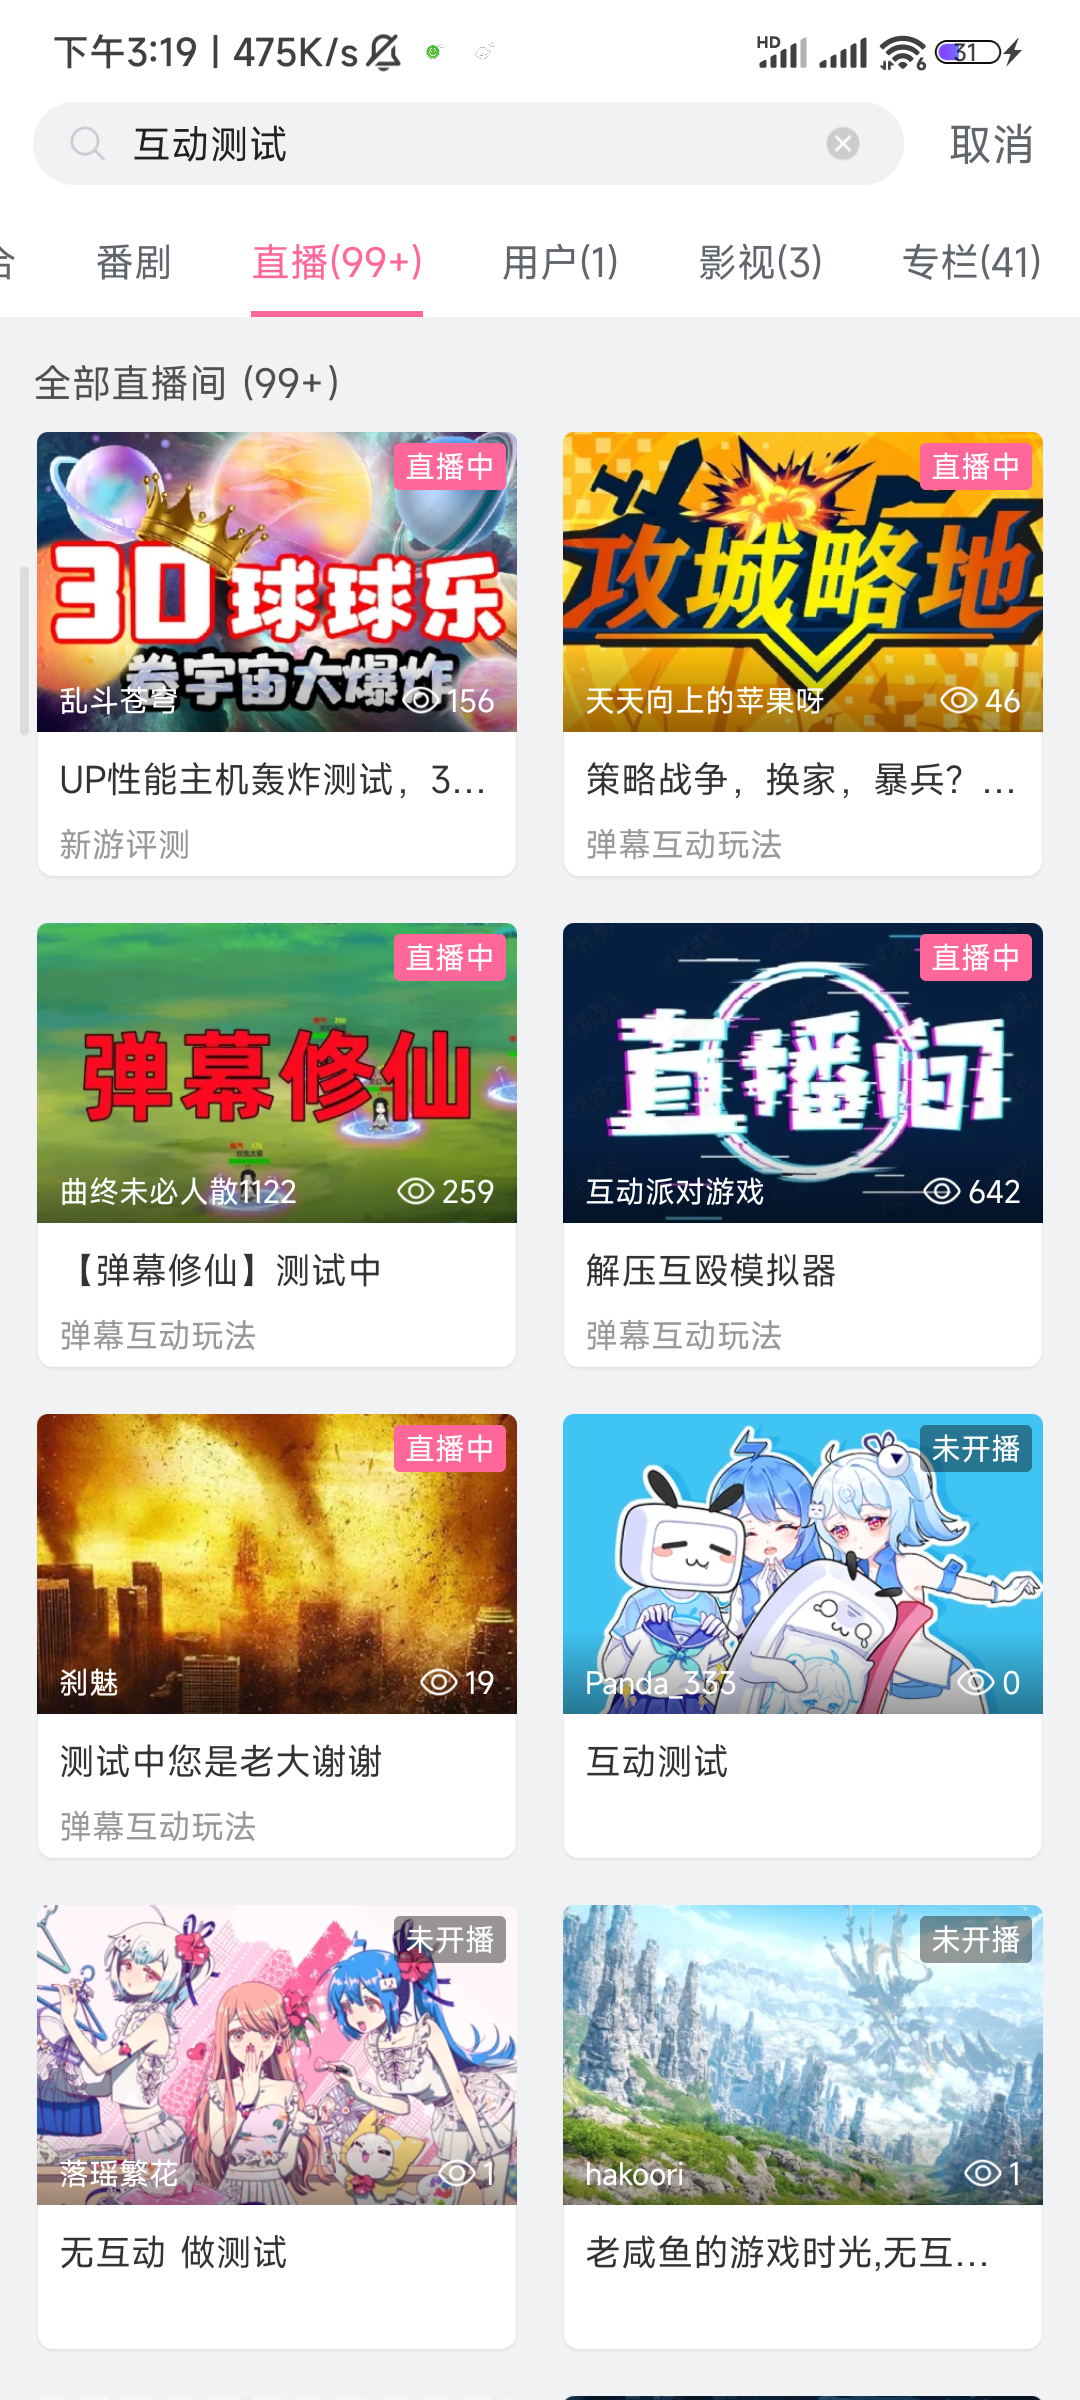 下午3:19 | 475K/s
HD
6
31
互动测试
取消
合
番剧
直播(99+)
用户(1)
影视(3)
专栏(41)
全部直播间 (99+)
直播中
3D球球乐
卷宇宙大爆炸
乱斗苍穹
156
UP性能主机轰炸测试，3...
新游评测
直播中
攻城略地
天天向上的苹果呀
46
策略战争，换家，暴兵？...
弹幕互动玩法
直播中
弹幕修仙
曲终未必人散1122
259
【弹幕修仙】测试中
弹幕互动玩法
直播中
直播间
互动派对游戏
642
解压互殴模拟器
弹幕互动玩法
直播中
刹魅
19
测试中您是老大谢谢
弹幕互动玩法
未开播
Panda_333
0
互动测试
未开播
落瑶繁花
1
无互动 做测试
未开播
hakoori
1
老咸鱼的游戏时光,无互...